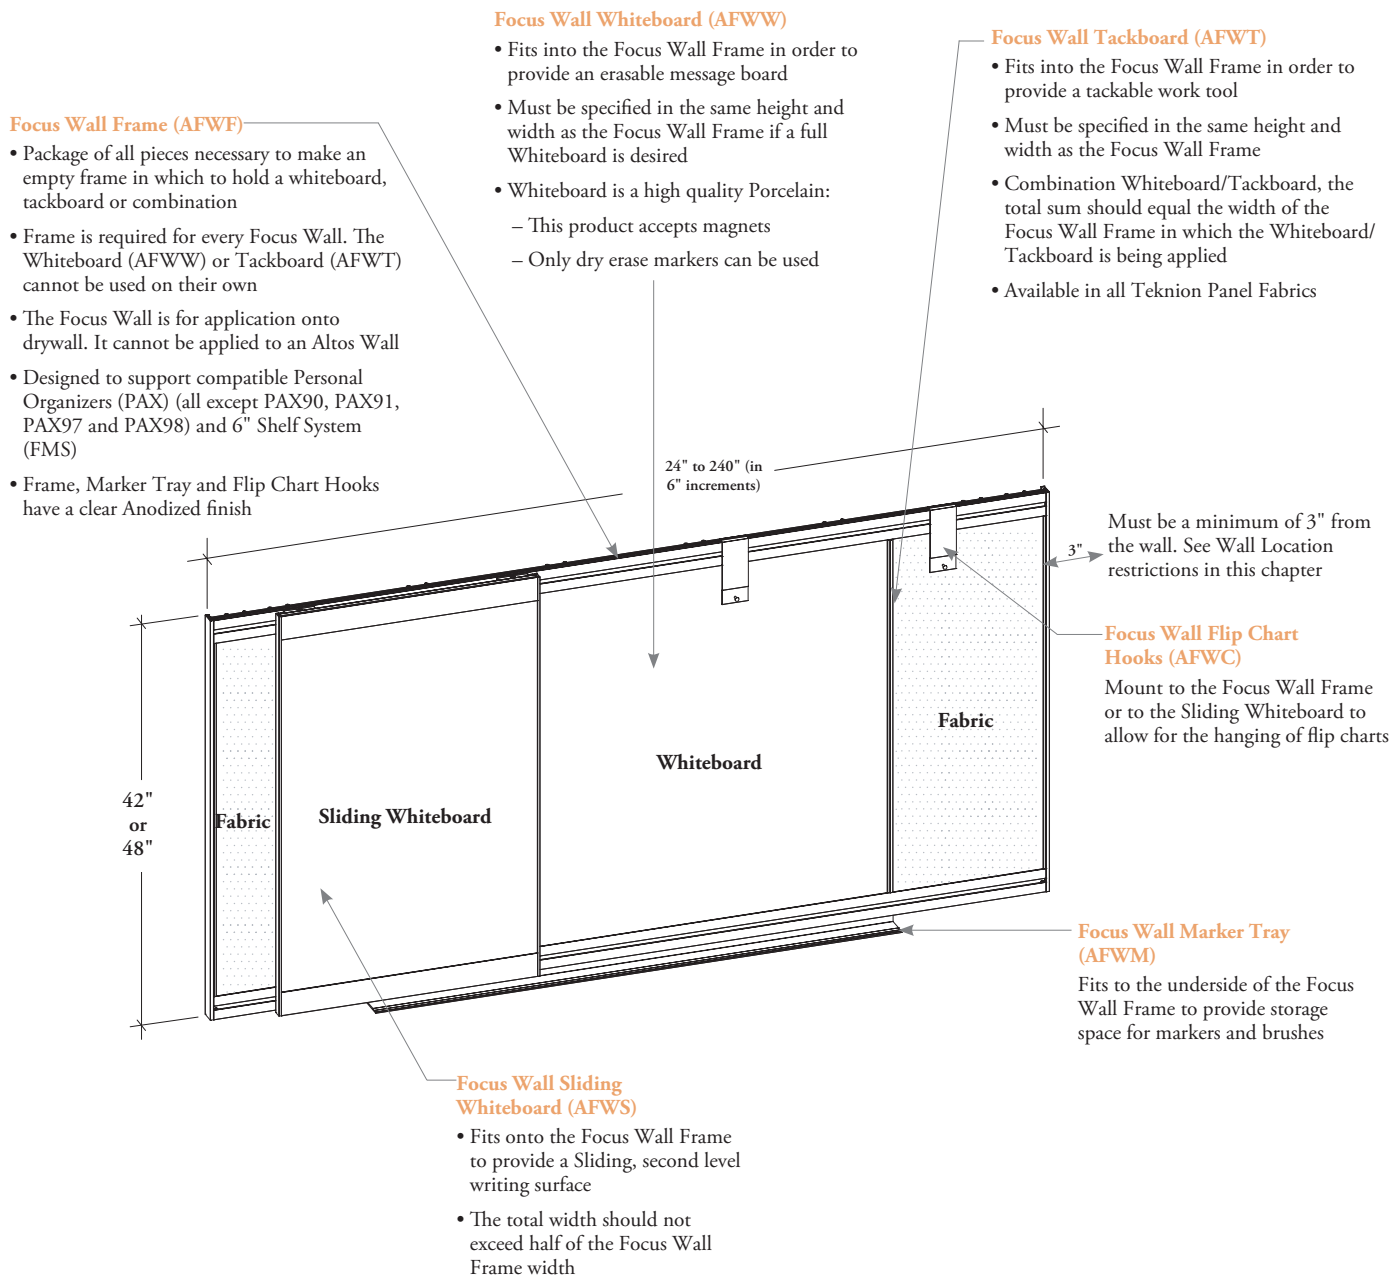 Focus Wall Whiteboard (AFWW)
• Fits into the Focus Wall Frame in order to
provide an erasable message board
• Must be specified in the same height and
width as the Focus Wall Frame if a full
Whiteboard is desired
• Whiteboard is a high quality Porcelain:
– This product accepts magnets
– Only dry erase markers can be used
Focus Wall Tackboard (AFWT)
• Fits into the Focus Wall Frame in order to
provide a tackable work tool
• Must be specified in the same height and
width as the Focus Wall Frame
• Combination Whiteboard/Tackboard, the
total sum should equal the width of the
Focus Wall Frame in which the Whiteboard/
Tackboard is being applied
• Available in all Teknion Panel Fabrics
Focus Wall Frame (AFWF)
• Package of all pieces necessary to make an
empty frame in which to hold a whiteboard,
tackboard or combination
• Frame is required for every Focus Wall. The
Whiteboard (AFWW) or Tackboard (AFWT)
cannot be used on their own
• The Focus Wall is for application onto
drywall. It cannot be applied to an Altos Wall
• Designed to support compatible Personal
Organizers (PAX) (all except PAX90, PAX91,
PAX97 and PAX98) and 6" Shelf System
(FMS)
• Frame, Marker Tray and Flip Chart Hooks
have a clear Anodized finish
24" to 240" (in
6" increments)
3"
Must be a minimum of 3" from
the wall. See Wall Location
restrictions in this chapter
Focus Wall Flip Chart
Hooks (AFWC)
Mount to the Focus Wall Frame
or to the Sliding Whiteboard to
allow for the hanging of flip charts
42"
or
48"
Fabric
Sliding Whiteboard
Whiteboard
Fabric
Focus Wall Marker Tray
(AFWM)
Fits to the underside of the Focus
Wall Frame to provide storage
space for markers and brushes
Focus Wall Sliding
Whiteboard (AFWS)
• Fits onto the Focus Wall Frame
to provide a Sliding, second level
writing surface
• The total width should not
exceed half of the Focus Wall
Frame width